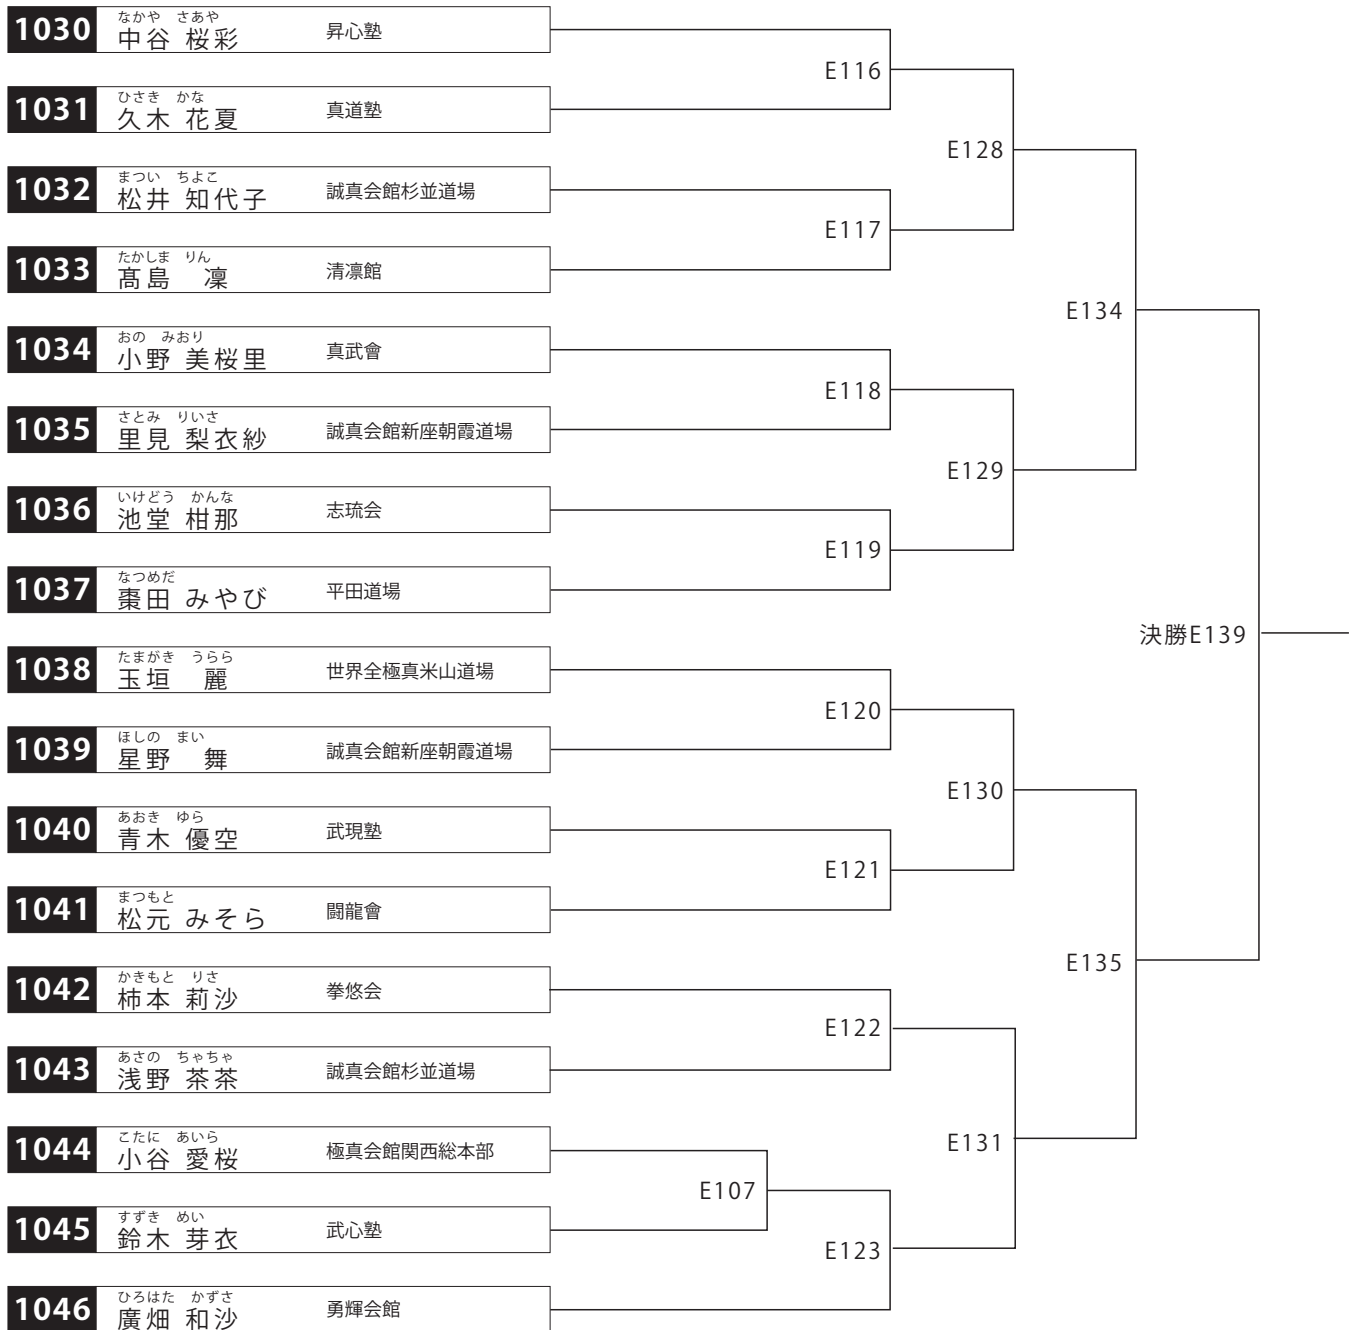 なかや さあや
1030 中谷 桜彩 昇心塾
E116
ひさき かな
1031 久木 花夏 真道塾
E128
まつい ちよこ
1032 松井 知代子 誠真会館杉並道場
E117
たかしま りん
1033 髙島 凜 清凛館
E134
おの みおり
1034 小野 美桜里 真武會
E118
さとみ りいさ
1035 里見 梨衣紗 誠真会館新座朝霞道場
E129
いけどう かんな
1036 池堂 柑那 志琉会
E119
なつめだ
1037 棗田 みやび 平田道場
決勝E139
たまがき うらら
1038 玉垣 麗 世界全極真米山道場
E120
ほしの まい
1039 星野 舞 誠真会館新座朝霞道場
E130
あおき ゆら
1040 青木 優空 武現塾
E121
まつもと
1041 松元 みそら 闘龍會
E135
かきもと りさ
1042 柿本 莉沙 拳悠会
E122
あさの ちゃちゃ
1043 浅野 茶茶 誠真会館杉並道場
E131
こたに あいら
1044 小谷 愛桜 極真会館関西総本部
E107
すずき めい
1045 鈴木 芽衣 武心塾
E123
ひろはた かずさ
1046 廣畑 和沙 勇輝会館